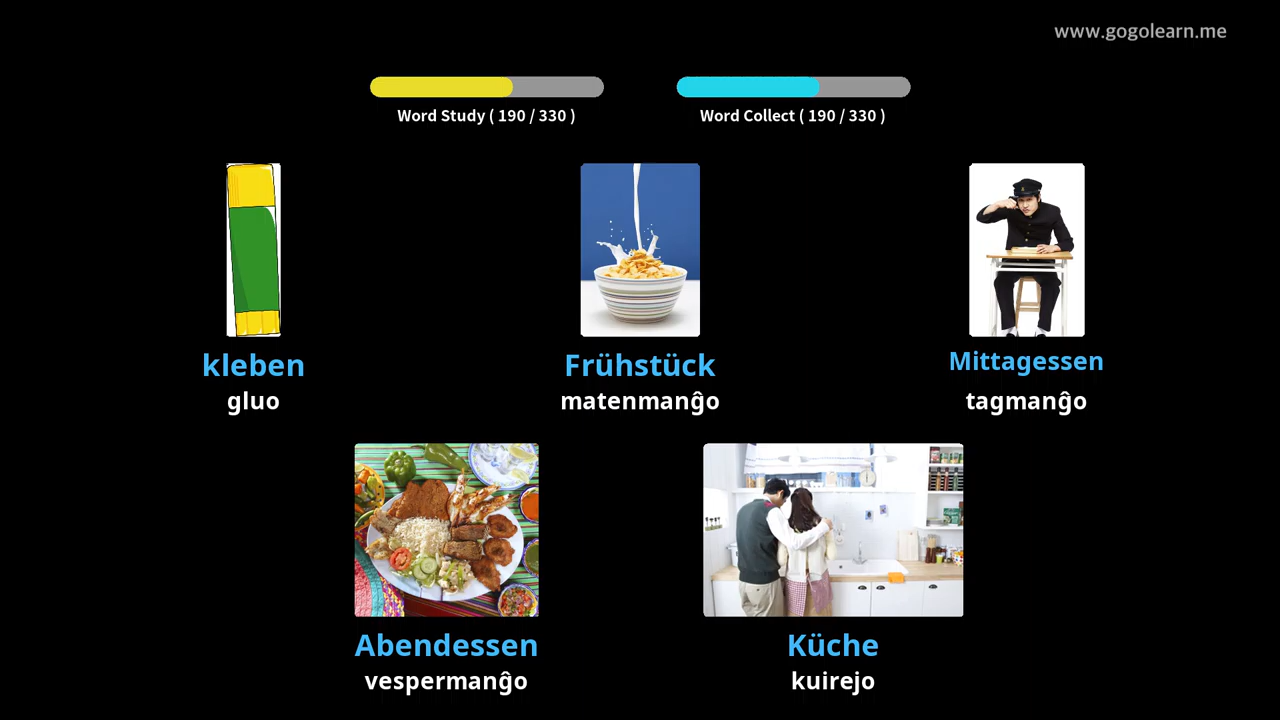 www.gogolearn.me
Word Study ( 190 / 330 )
Word Collect ( 190 / 330 )
kleben
gluo
Frühstück
matenmanĝo
Mittagessen
tagmanĝo
Abendessen
vespermanĝo
Küche
kuirejo